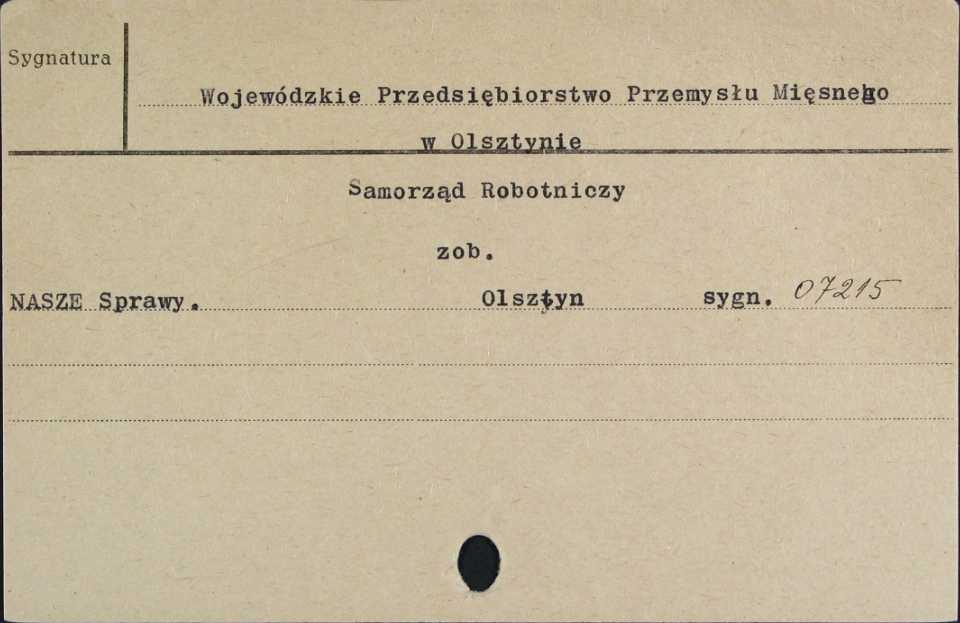 Sygnatura
Wojewódzkie Przedsiębiorstwo Przemysłu Mięsnego
w Olsztynie
Samorząd Robotniczy
zob.
NASZE Sprawy. Olsztyn sygn. 07215